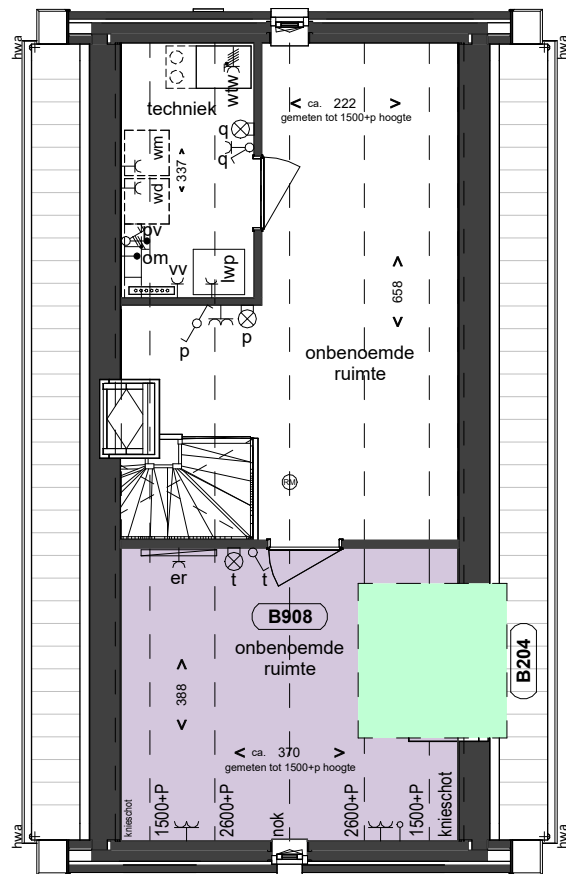 hwa
hwa
wtw
techniek
ca. 222
gemeten tot 1500+p hoogte
q
q
wm
337
wd
pv
om
vv
lwp
658
p
p
onbenoemde
ruimte
RM
er
t
t
B908
onbenoemde
ruimte
B204
388
ca. 370
gemeten tot 1500+p hoogte
knieschot
1500+P
2600+P
nok
2600+P
1500+P
knieschot
hwa
hwa